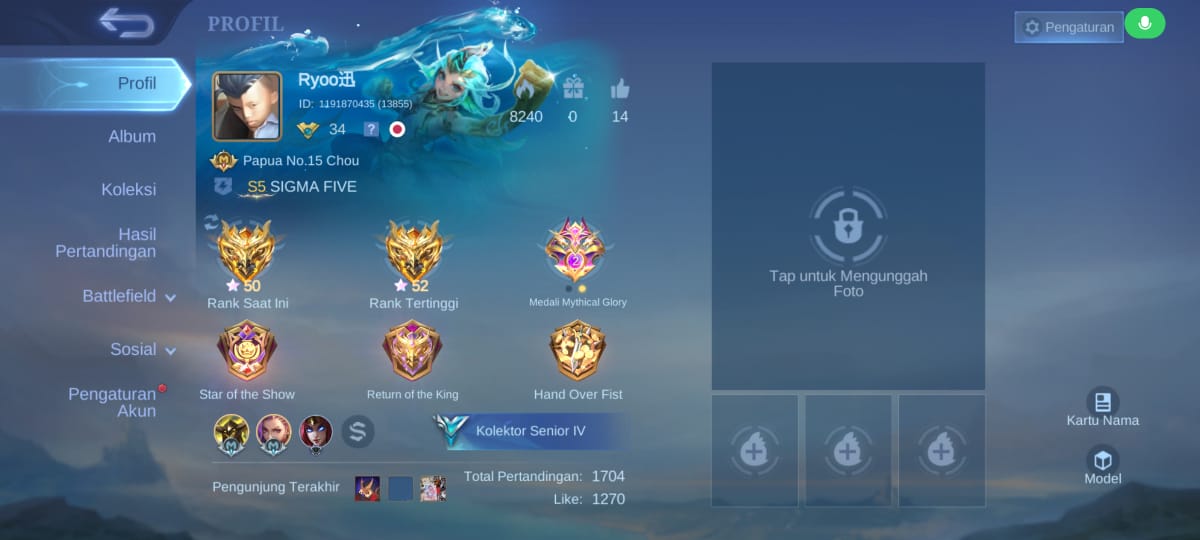 PROFIL
Pengaturan
Profil
Album
Koleksi
Hasil
Pertandingan
Battlefield
Sosial
Pengaturan
Akun
Ryoo迅
ID: 1191870435 (13855)
34
?
8240
0
14
Papua No.15 Chou
S5 SIGMA FIVE
50
Rank Saat Ini
52
Rank Tertinggi
2
Medali Mythical Glory
Star of the Show
Return of the King
Hand Over Fist
Kolektor Senior IV
Pengunjung Terakhir
Total Pertandingan: 1704
Like: 1270
Tap untuk Mengunggah
Foto
Kartu Nama
Model